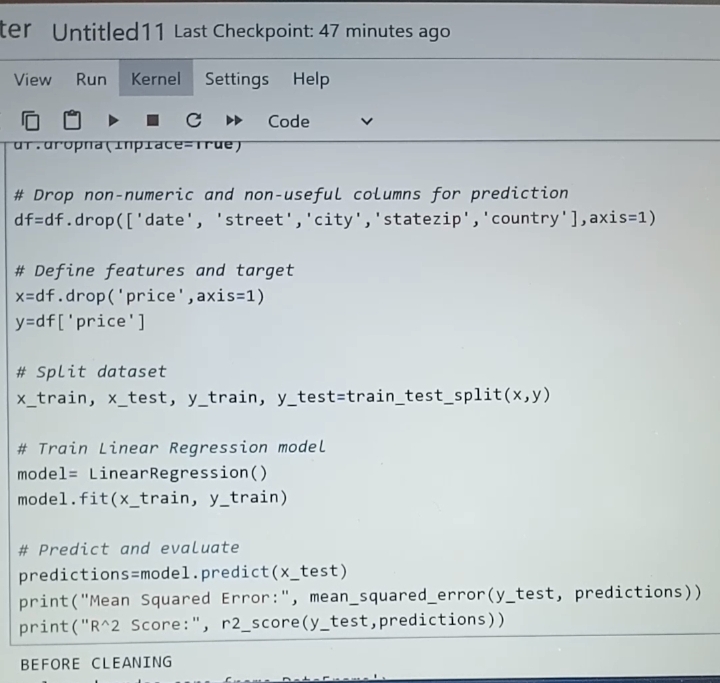 ter Untitled11 Last Checkpoint: 47 minutes ago
View Run Kernel Settings Help
Code
df.dropna(inplace=True)
# Drop non-numeric and non-useful columns for prediction
df=df.drop(['date', 'street','city','statezip','country'],axis=1)
# Define features and target
x=df.drop('price',axis=1)
y=df['price']
# Split dataset
x_train, x_test, y_train, y_test=train_test_split(x,y)
# Train Linear Regression model
model= LinearRegression()
model.fit(x_train, y_train)
# Predict and evaluate
predictions=model.predict(x_test)
print("Mean Squared Error:", mean_squared_error(y_test, predictions))
print("R^2 Score:", r2_score(y_test,predictions))
BEFORE CLEANING